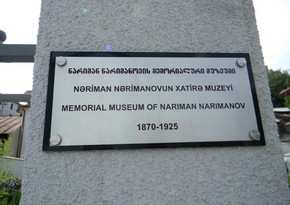 ნარიმან ნარიმანოვის მემორიალური მუზეუმი
NƏRİMAN NƏRİMANOVUN XATİRƏ MUZEYİ
MEMORIAL MUSEUM OF NARIMAN NARIMANOV
1870-1925